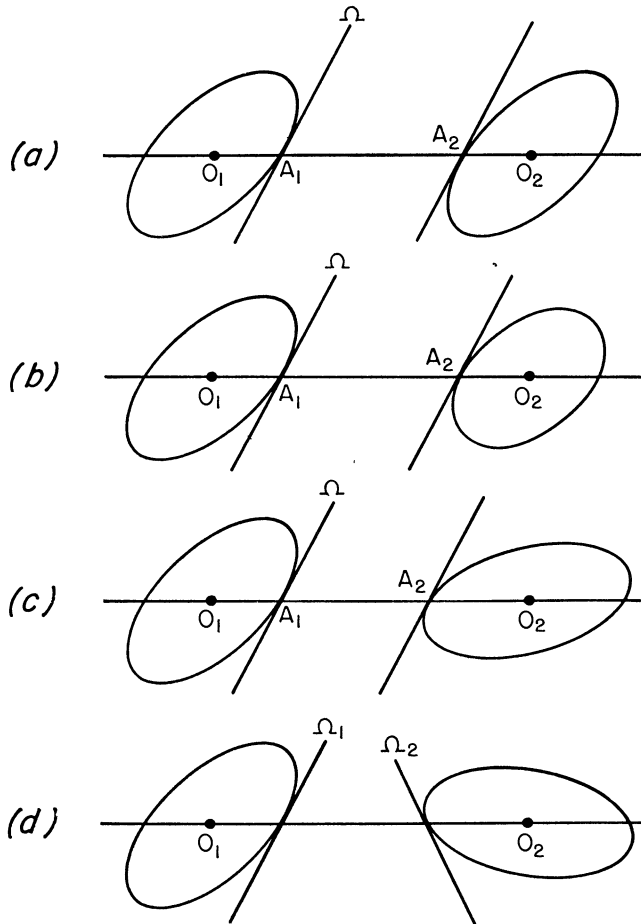 Ω
(a) O₁ A₁ A₂ O₂
Ω
(b) O₁ A₁ A₂ O₂
Ω
(c) O₁ A₁ A₂ O₂
Ω₁ Ω₂
(d) O₁ O₂